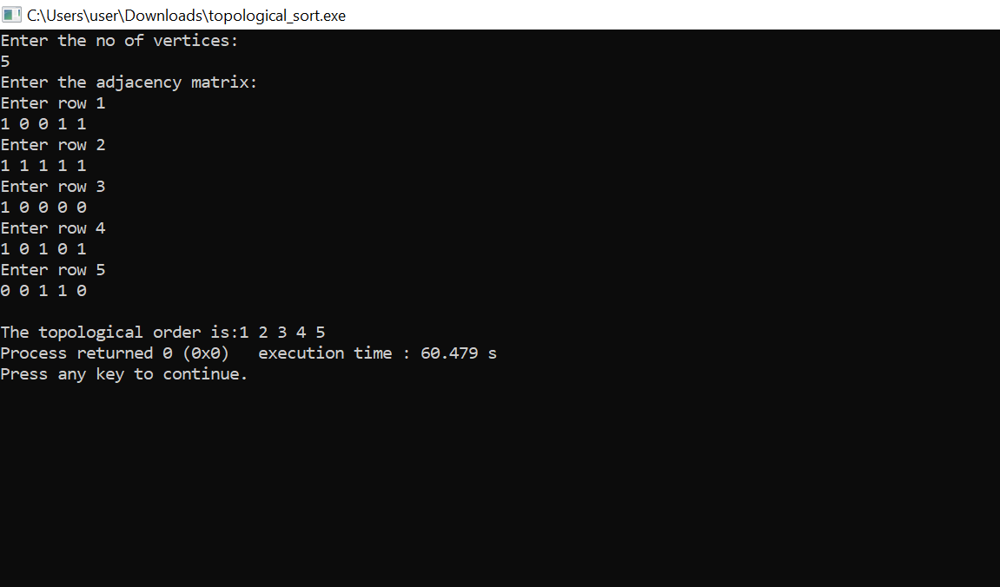 C:\Users\user\Downloads\topological_sort.exe
Enter the no of vertices:
5
Enter the adjacency matrix:
Enter row 1
1 0 0 1 1
Enter row 2
1 1 1 1 1
Enter row 3
1 0 0 0 0
Enter row 4
1 0 1 0 1
Enter row 5
0 0 1 1 0
The topological order is:1 2 3 4 5
Process returned 0 (0x0)   execution time : 60.479 s
Press any key to continue.